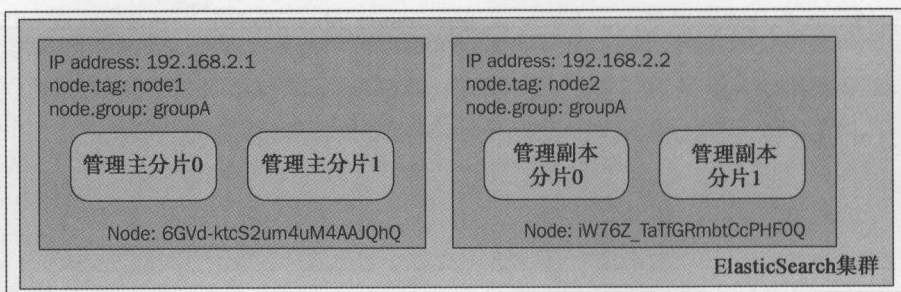 IP address: 192.168.2.1
node.tag: node1
node.group: groupA
管理主分片0
管理主分片1
Node: 6GVd-ktcS2um4uM4AAJQhQ
IP address: 192.168.2.2
node.tag: node2
node.group: groupA
管理副本
分片0
管理副本
分片1
Node: iW76Z_TaTfGRmbtCcPHF0Q
ElasticSearch集群